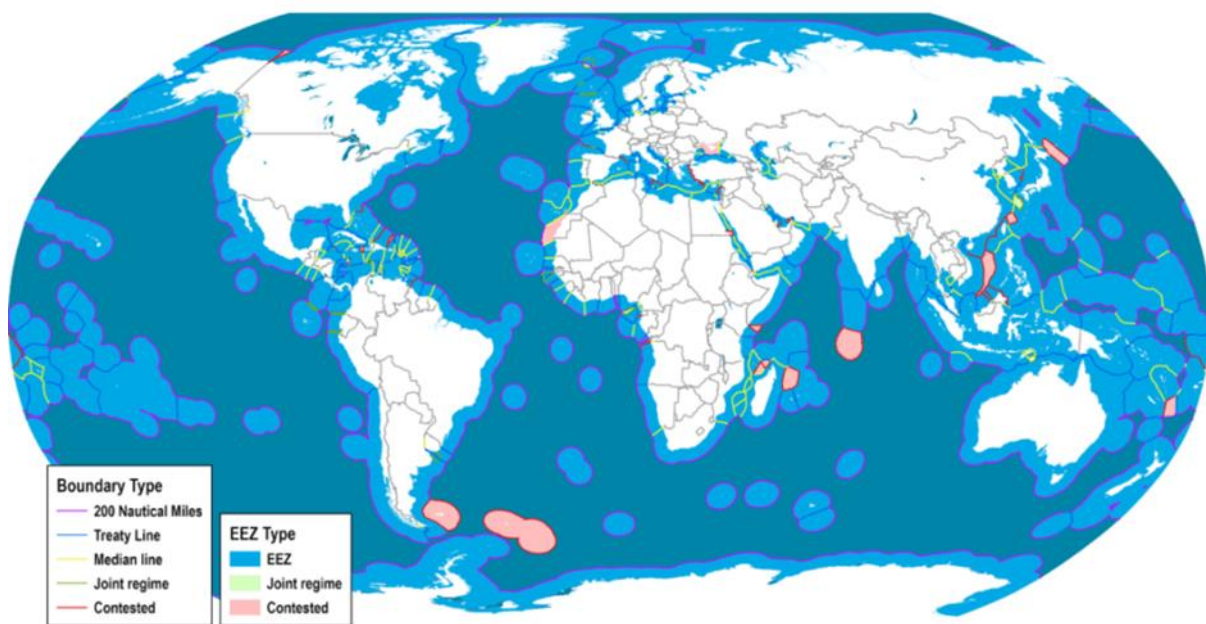 Boundary Type
200 Nautical Miles
Treaty Line
Median line
Joint regime
Contested
EEZ Type
EEZ
Joint regime
Contested